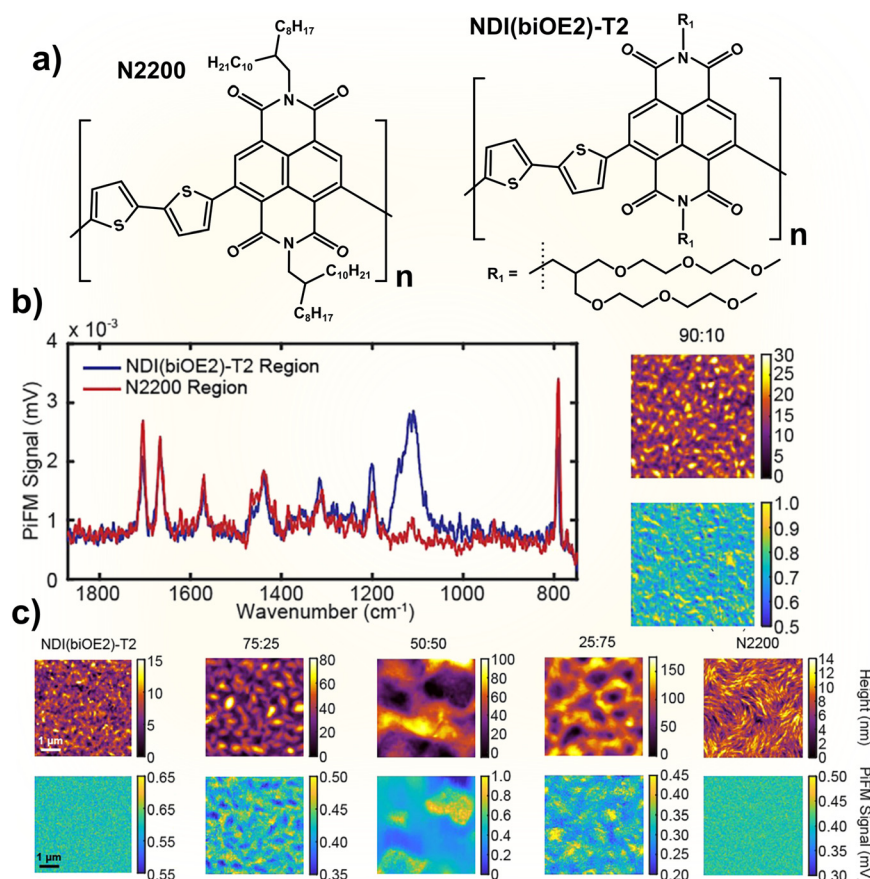 a)
N2200
C₈H₁₇
H₂₁C₁₀
O
N
O
S
S
O
N
O
C₁₀H₂₁
C₈H₁₇
n
NDI(biOE2)-T2
R₁
O
N
O
S
S
O
N
O
R₁
n
R₁ =
O
O
O
O
O
b)
x 10⁻³
4
3
2
1
0
PiFM Signal (mV)
NDI(biOE2)-T2 Region
N2200 Region
1800
1600
1400
1200
1000
800
Wavenumber (cm⁻¹)
90:10
30
25
20
15
10
5
0
1.0
0.9
0.8
0.7
0.6
0.5
c)
NDI(biOE2)-T2
75:25
50:50
25:75
N2200
1 μm
15
10
5
0
80
60
40
20
0
100
80
60
40
20
0
150
100
50
0
14
12
10
8
6
4
2
0
Height (nm)
1 μm
0.65
0.65
0.55
0.55
0.50
0.45
0.40
0.35
1.0
0.8
0.6
0.4
0.2
0
0.45
0.40
0.35
0.30
0.25
0.20
0.50
0.45
0.40
0.35
0.30
PiFM Signal (mV